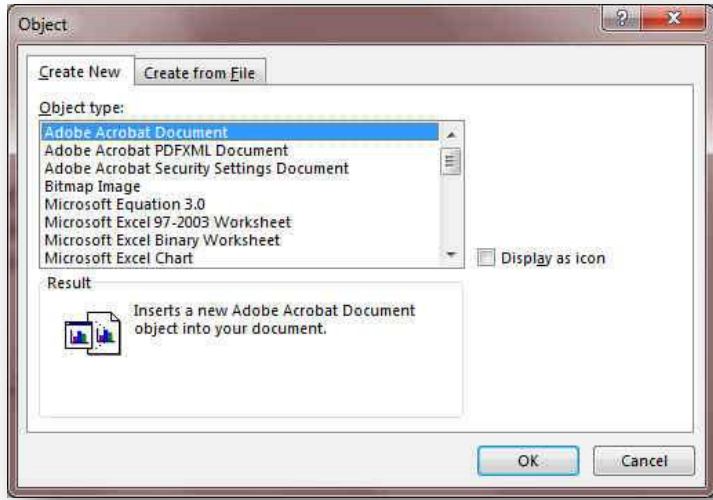 Object
Create New
Create from File
Object type:
Adobe Acrobat Document
Adobe Acrobat PDFXML Document
Adobe Acrobat Security Settings Document
Bitmap Image
Microsoft Equation 3.0
Microsoft Excel 97-2003 Worksheet
Microsoft Excel Binary Worksheet
Microsoft Excel Chart
Display as icon
Result
Inserts a new Adobe Acrobat Document
object into your document.
OK
Cancel